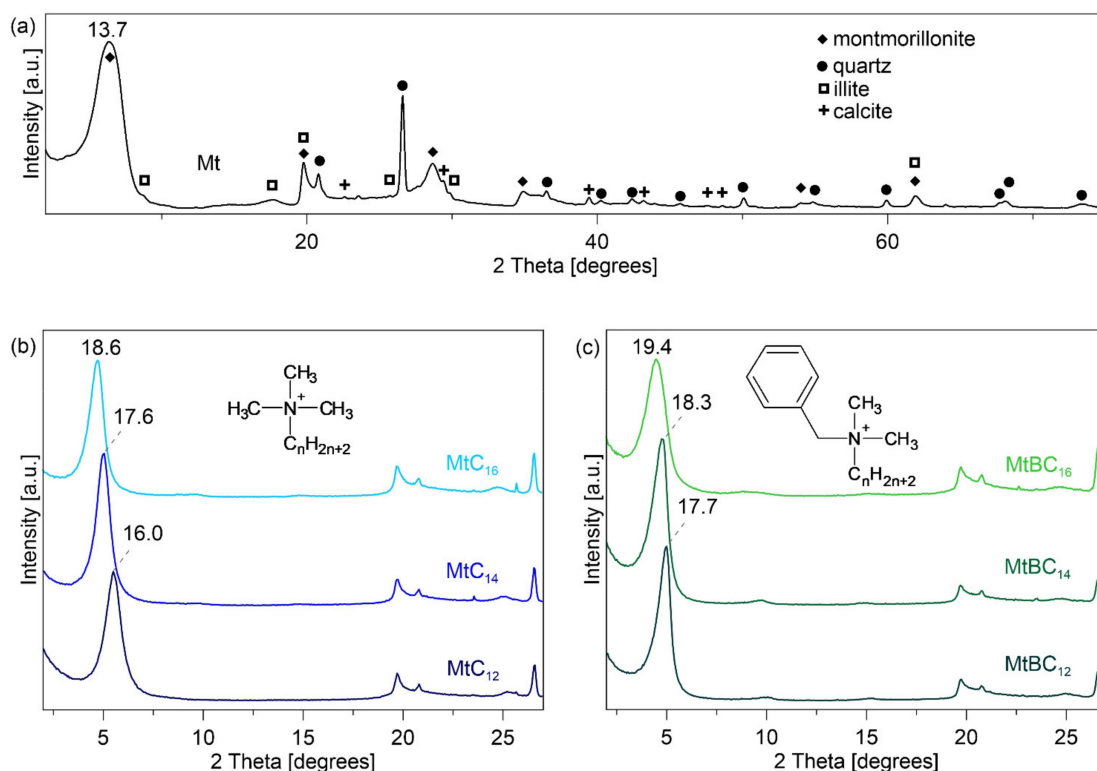 (a)
13.7
◆ montmorillonite
● quartz
◻ illite
+ calcite
Mt
Intensity [a.u.]
20 40 60
2 Theta [degrees]
(b)
18.6
17.6
16.0
CH₃
H₃C—N⁺—CH₃
CₙH₂ₙ₊₂
MtC₁₆
MtC₁₄
MtC₁₂
Intensity [a.u.]
5 10 15 20 25
2 Theta [degrees]
(c)
19.4
18.3
17.7
CH₃
N⁺—CH₃
CₙH₂ₙ₊₂
MtBC₁₆
MtBC₁₄
MtBC₁₂
Intensity [a.u.]
5 10 15 20 25
2 Theta [degrees]